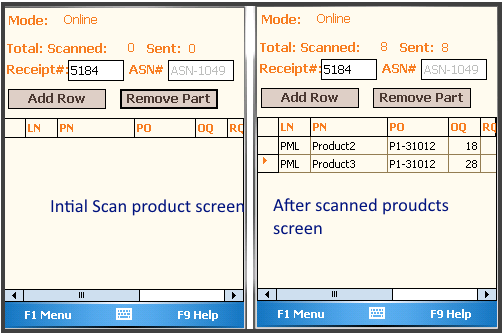 Mode: Online
Total: Scanned: 0 Sent: 0
Receipt#: 5184 ASN# ASN-1049
Add Row Remove Part
LN PN PO OQ RQ
Intial Scan product screen
F1 Menu F9 Help
Mode: Online
Total: Scanned: 8 Sent: 8
Receipt#: 5184 ASN# ASN-1049
Add Row Remove Part
LN PN PO OQ RQ
PML Product2 P1-31012 18
PML Product3 P1-31012 28
After scanned proudcts
screen
F1 Menu F9 Help